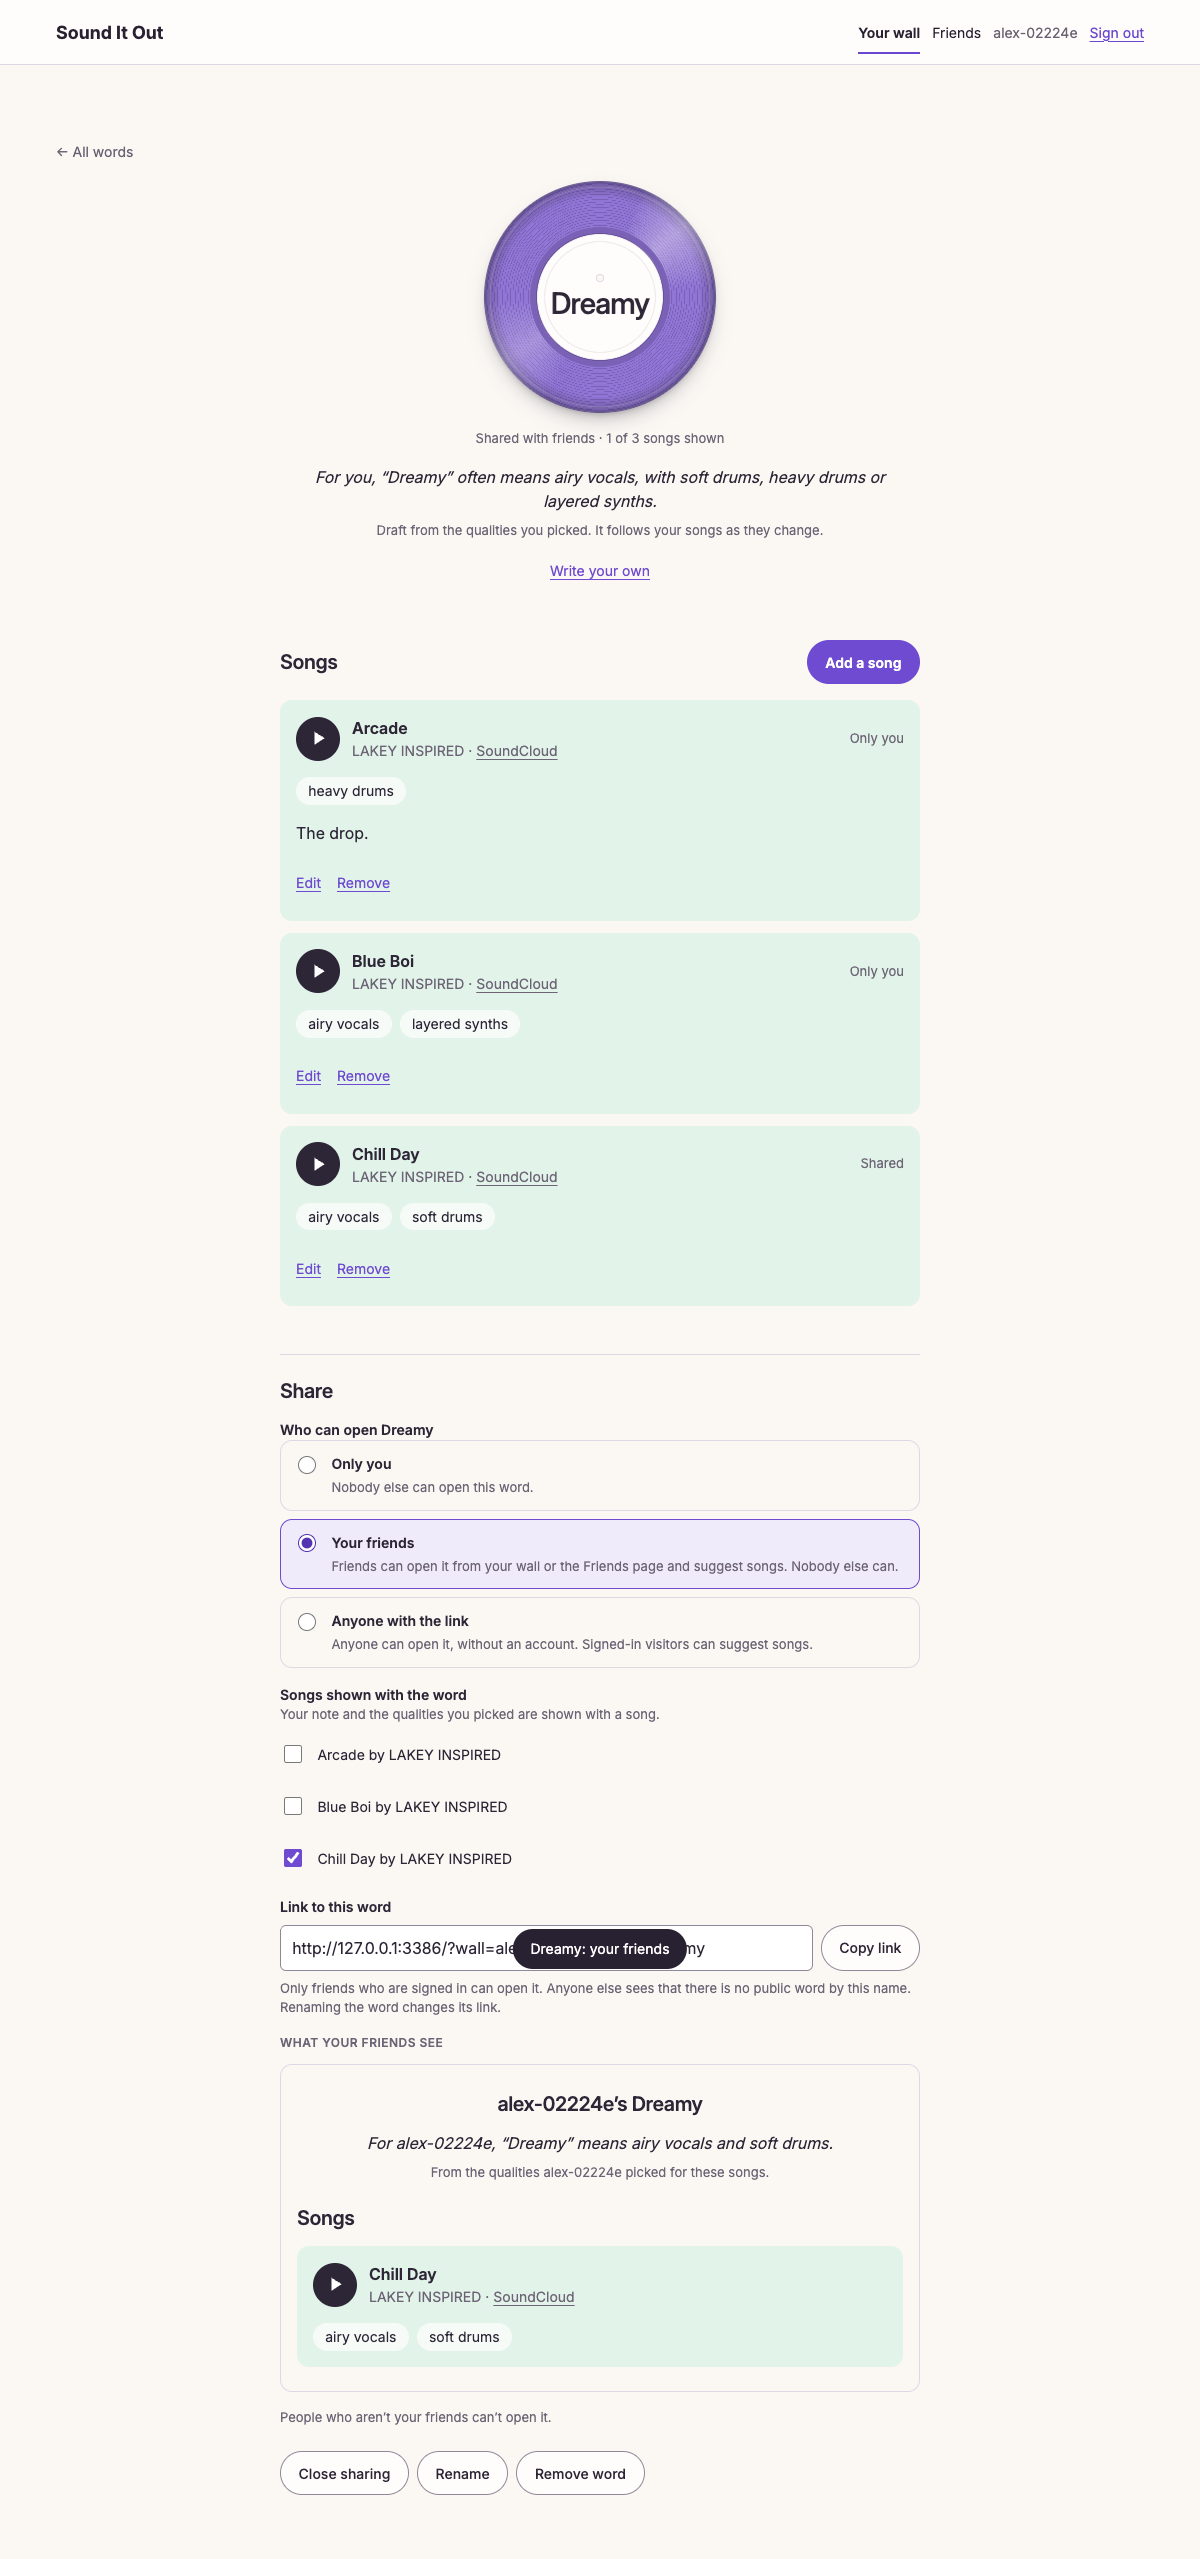 Sound It Out
Your wall Friends alex-02224e Sign out
← All words
Dreamy
Shared with friends · 1 of 3 songs shown
For you, “Dreamy” often means airy vocals, with soft drums, heavy drums or
layered synths.
Draft from the qualities you picked. It follows your songs as they change.
Write your own
Songs
Add a song
Arcade
LAKEY INSPIRED · SoundCloud
Only you
heavy drums
The drop.
Edit Remove
Blue Boi
LAKEY INSPIRED · SoundCloud
Only you
airy vocals layered synths
Edit Remove
Chill Day
LAKEY INSPIRED · SoundCloud
Shared
airy vocals soft drums
Edit Remove
Share
Who can open Dreamy
Only you
Nobody else can open this word.
Your friends
Friends can open it from your wall or the Friends page and suggest songs. Nobody else can.
Anyone with the link
Anyone can open it, without an account. Signed-in visitors can suggest songs.
Songs shown with the word
Your note and the qualities you picked are shown with a song.
Arcade by LAKEY INSPIRED
Blue Boi by LAKEY INSPIRED
Chill Day by LAKEY INSPIRED
Link to this word
http://127.0.0.1:3386/?wall=ale
Dreamy: your friends
my
Copy link
Only friends who are signed in can open it. Anyone else sees that there is no public word by this name.
Renaming the word changes its link.
WHAT YOUR FRIENDS SEE
alex-02224e’s Dreamy
For alex-02224e, “Dreamy” means airy vocals and soft drums.
From the qualities alex-02224e picked for these songs.
Songs
Chill Day
LAKEY INSPIRED · SoundCloud
airy vocals soft drums
People who aren’t your friends can’t open it.
Close sharing Rename Remove word